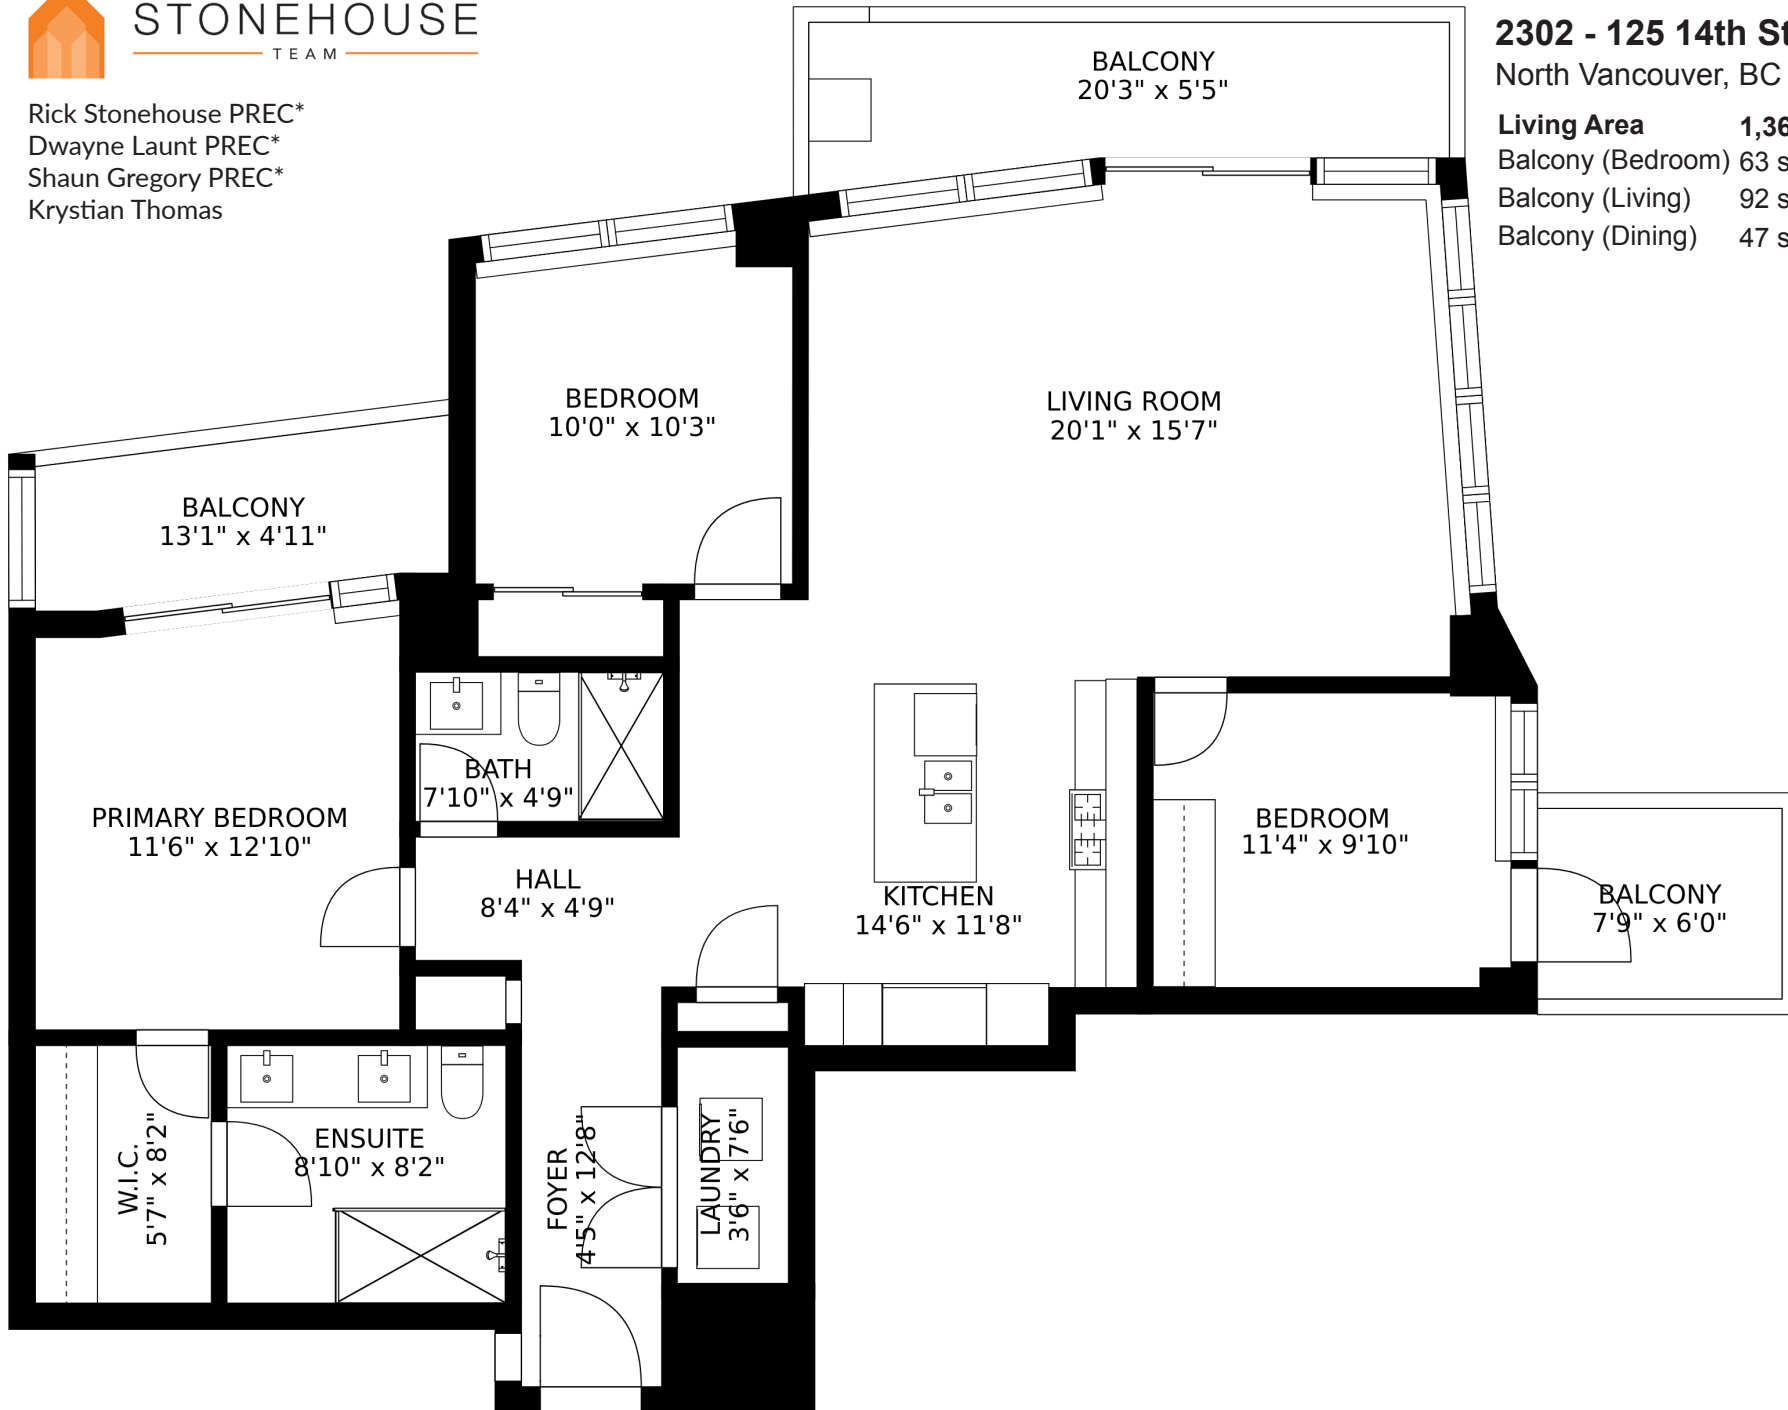 STONEHOUSE
TEAM
Rick Stonehouse PREC*
Dwayne Launt PREC*
Shaun Gregory PREC*
Krystian Thomas
2302 - 125 14th St
North Vancouver, BC
Living Area 1,36
Balcony (Bedroom) 63 s
Balcony (Living) 92 s
Balcony (Dining) 47 s
BALCONY
20'3" x 5'5"
BEDROOM
10'0" x 10'3"
LIVING ROOM
20'1" x 15'7"
BALCONY
13'1" x 4'11"
BATH
7'10" x 4'9"
PRIMARY BEDROOM
11'6" x 12'10"
HALL
8'4" x 4'9"
KITCHEN
14'6" x 11'8"
BEDROOM
11'4" x 9'10"
BALCONY
7'9" x 6'0"
W.I.C.
5'7" x 8'2"
ENSUITE
8'10" x 8'2"
FOYER
4'5" x 12'8"
LAUNDRY
3'6" x 7'6"